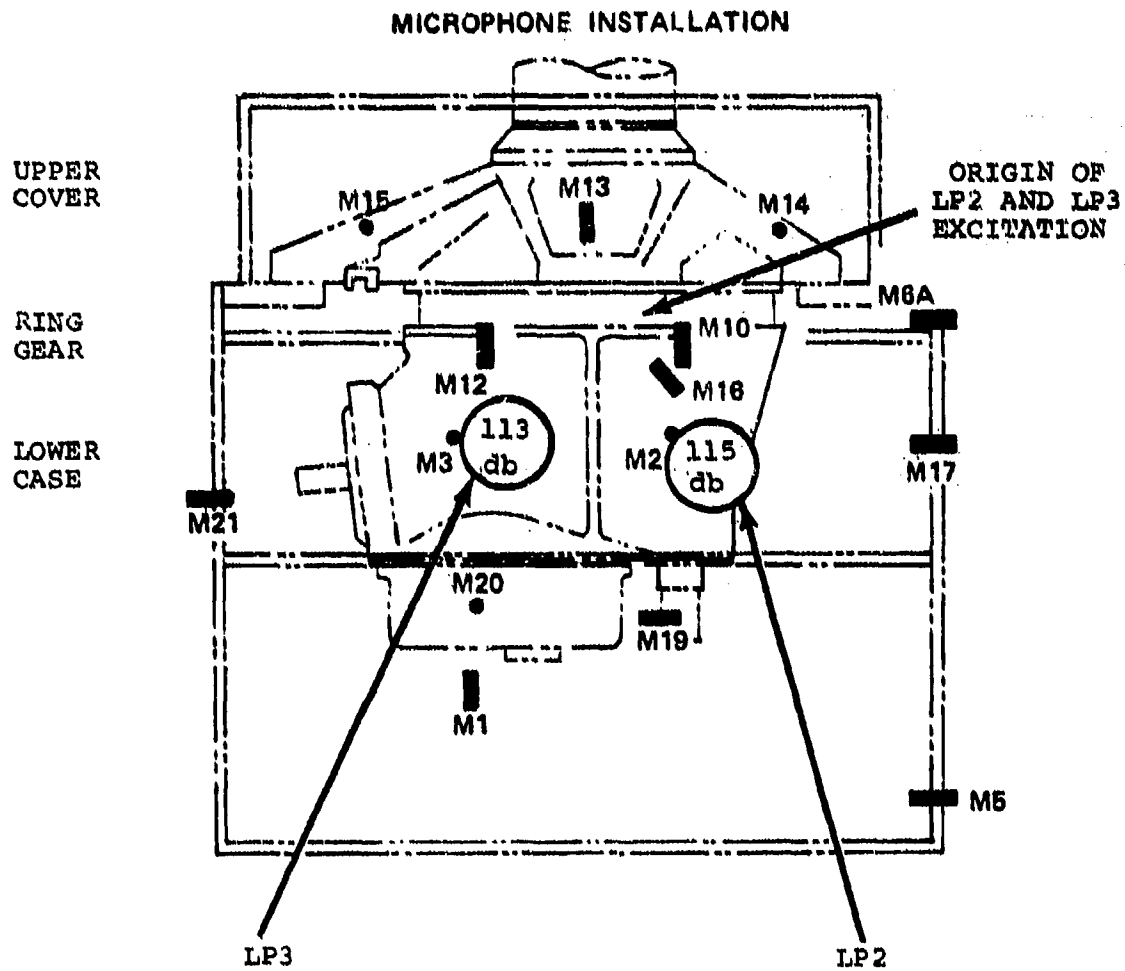 MICROPHONE INSTALLATION
UPPER
COVER
ORIGIN OF
LP2 AND LP3
EXCITATION
M13
M15
M14
M6A
RING
GEAR
M10
M12
M16
LOWER
CASE
113
db
M3
M2
115
db
M17
M21
M20
M19
M1
M5
LP3
LP2